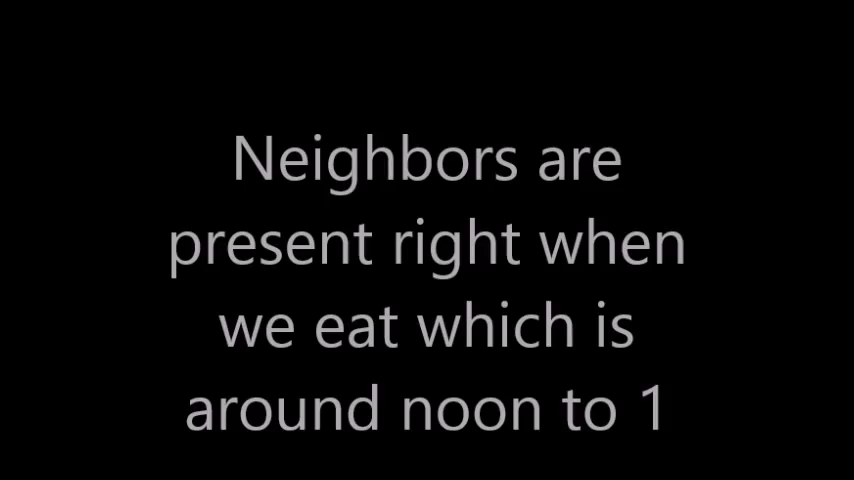 Neighbors are
present right when
we eat which is
around noon to 1